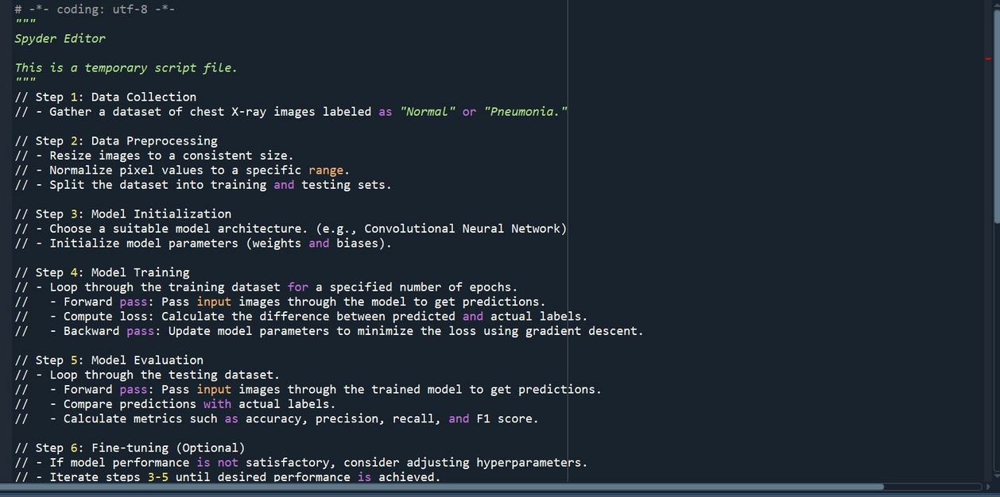 # -*- coding: utf-8 -*-
"""
Spyder Editor
This is a temporary script file.
"""
// Step 1: Data Collection
// - Gather a dataset of chest X-ray images labeled as "Normal" or "Pneumonia."
// Step 2: Data Preprocessing
// - Resize images to a consistent size.
// - Normalize pixel values to a specific range.
// - Split the dataset into training and testing sets.
// Step 3: Model Initialization
// - Choose a suitable model architecture. (e.g., Convolutional Neural Network)
// - Initialize model parameters (weights and biases).
// Step 4: Model Training
// - Loop through the training dataset for a specified number of epochs.
//   - Forward pass: Pass input images through the model to get predictions.
//   - Compute loss: Calculate the difference between predicted and actual labels.
//   - Backward pass: Update model parameters to minimize the loss using gradient descent.
// Step 5: Model Evaluation
// - Loop through the testing dataset.
//   - Forward pass: Pass input images through the trained model to get predictions.
//   - Compare predictions with actual labels.
//   - Calculate metrics such as accuracy, precision, recall, and F1 score.
// Step 6: Fine-tuning (Optional)
// - If model performance is not satisfactory, consider adjusting hyperparameters.
// - Iterate steps 3-5 until desired performance is achieved.